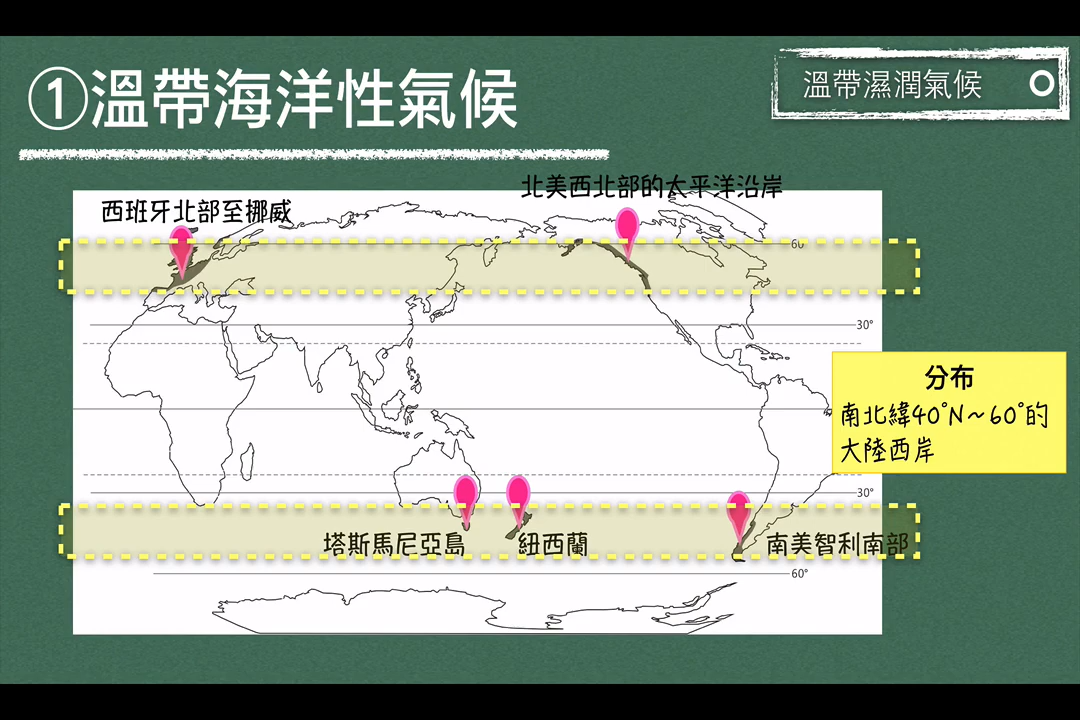 ①溫帶海洋性氣候
溫帶濕潤氣候
北美西北部的太平洋沿岸
西班牙北部至挪威
60
30°
分布
南北緯40°N~60°的
大陸西岸
30°
塔斯馬尼亞島
紐西蘭
南美智利南部
60°